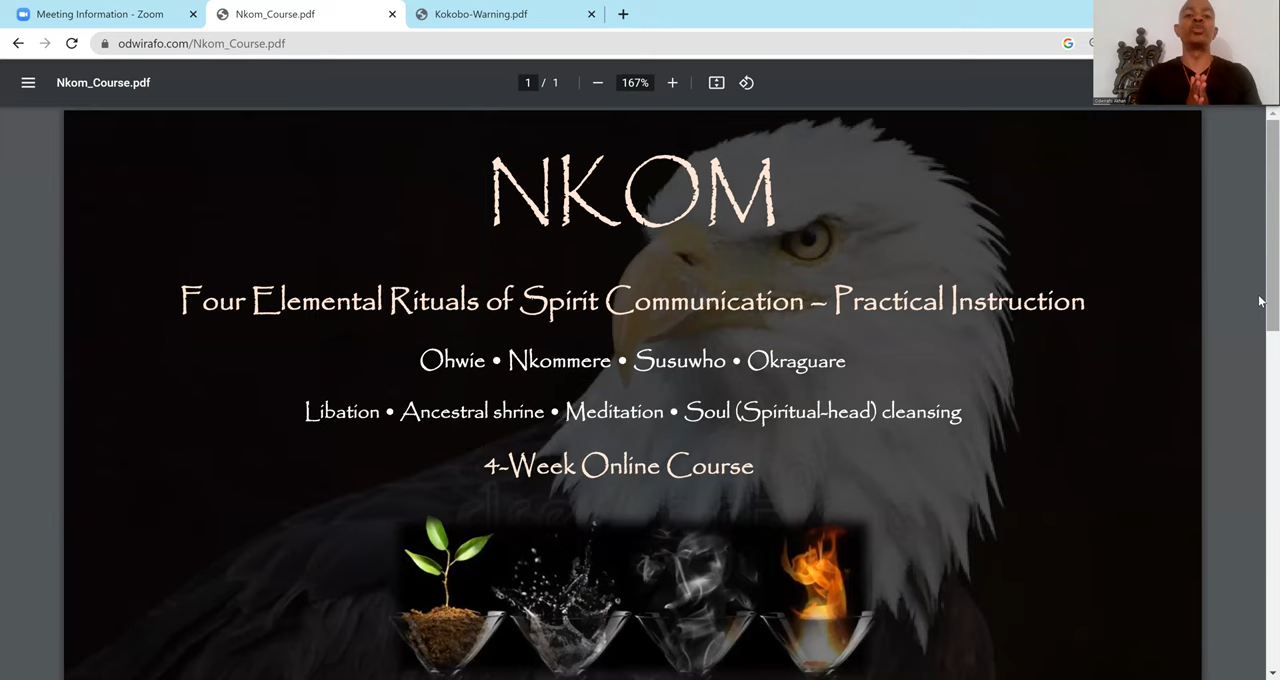 Meeting Information - Zoom
Nkom_Course.pdf
Kokobo-Warning.pdf
odwirafo.com/Nkom_Course.pdf
Nkom_Course.pdf
1 / 1
167%
Odwirafo Akhan
NKOM
Four Elemental Rituals of Spirit Communication – Practical Instruction
Ohwie • Nkommere • Susuwho • Okraguare
Libation • Ancestral shrine • Meditation • Soul (Spiritual-head) cleansing
4-Week Online Course